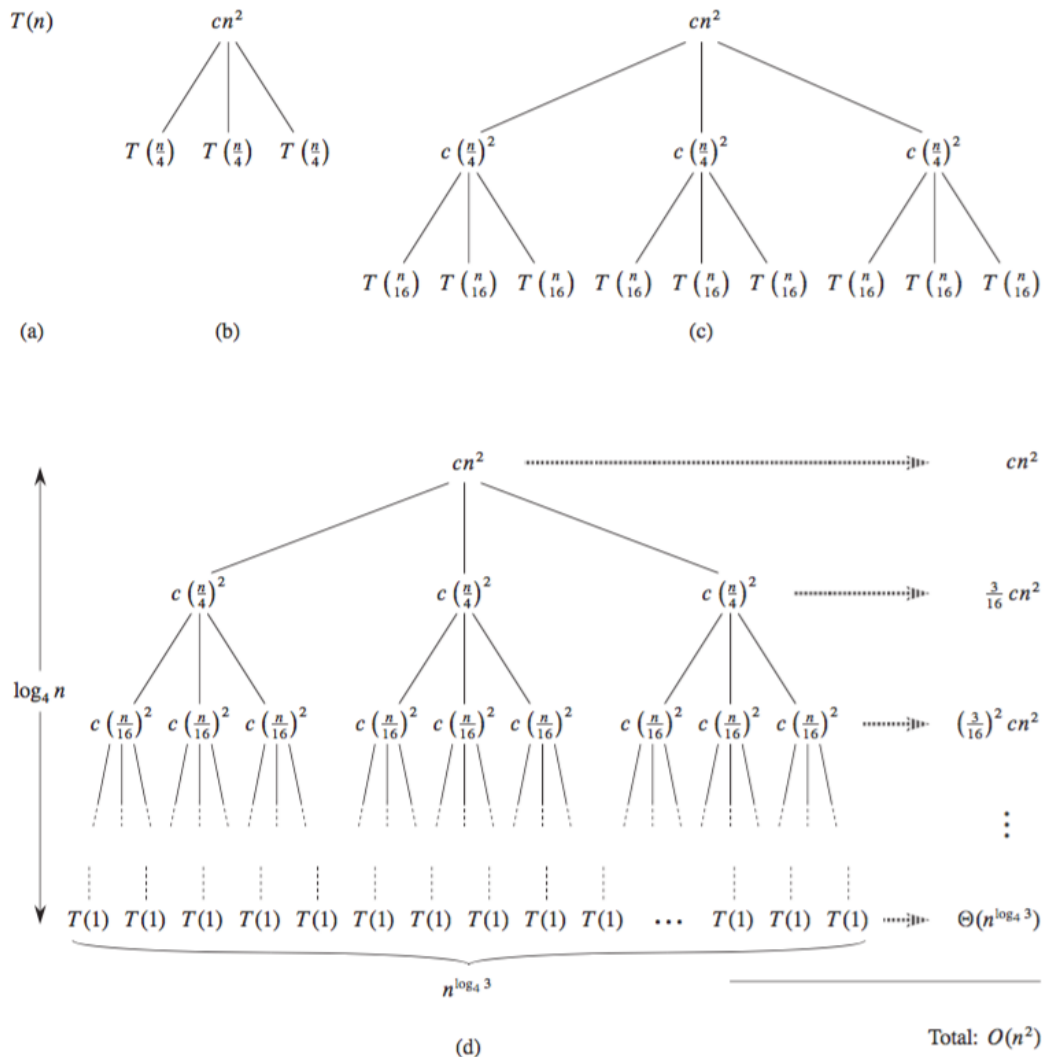 T(n) cn² cn²
T(n/4) T(n/4) T(n/4) c(n/4)² c(n/4)² c(n/4)²
T(n/16) T(n/16) T(n/16) T(n/16) T(n/16) T(n/16) T(n/16) T(n/16) T(n/16)
(a) (b) (c)
cn² cn²
c(n/4)² c(n/4)² c(n/4)² 3/16 cn²
log₄ n
c(n/16)² c(n/16)² c(n/16)² c(n/16)² c(n/16)² c(n/16)² c(n/16)² c(n/16)² c(n/16)² (3/16)² cn²
⋮
T(1) T(1) T(1) T(1) T(1) T(1) T(1) T(1) T(1) T(1) ... T(1) T(1) T(1) Θ(n^(log₄ 3))
n^(log₄ 3)
(d) Total: O(n²)